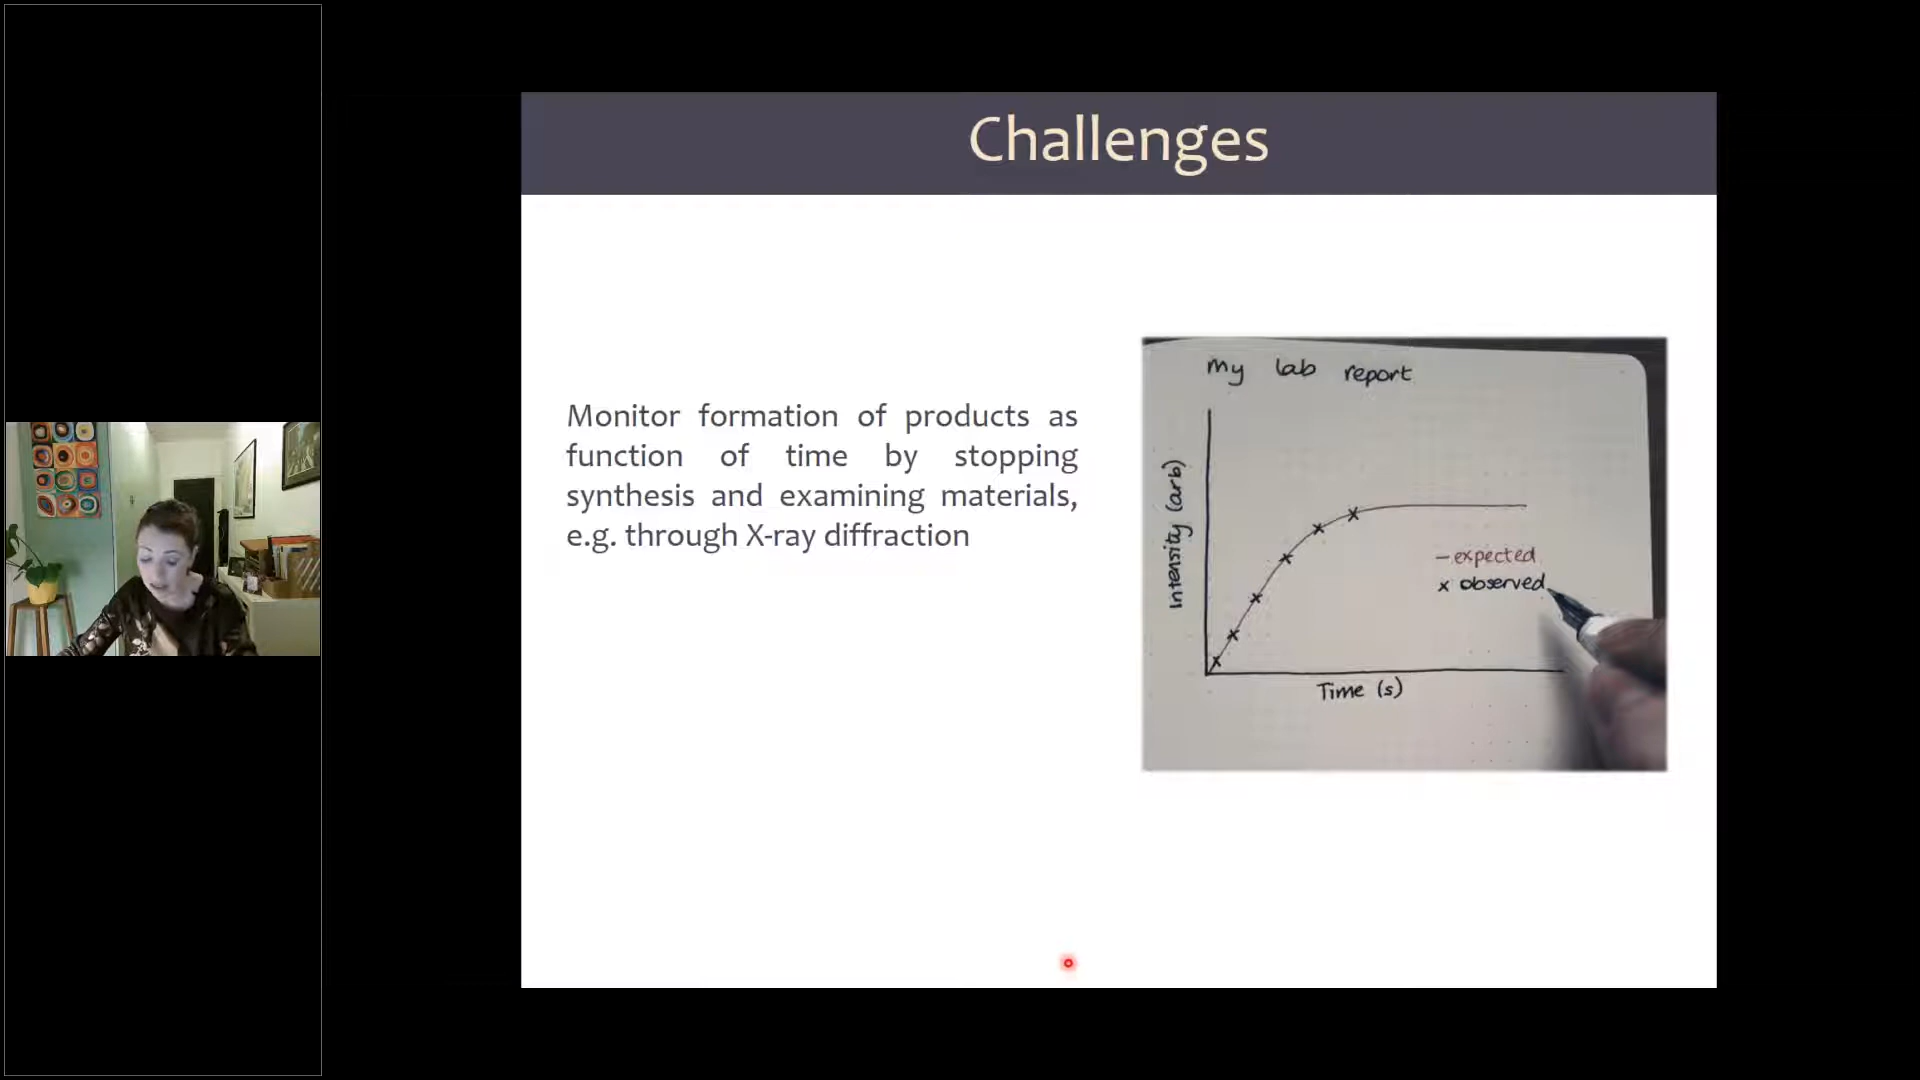 Challenges
Monitor formation of products as
function of time by stopping
synthesis and examining materials,
e.g. through X-ray diffraction
my lab report
Intensity (arb)
– expected
x observed
Time (s)